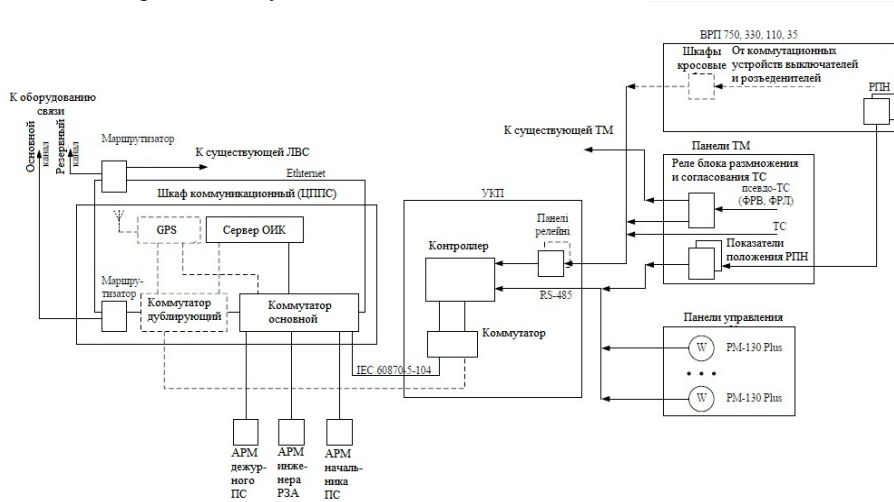 ВРП 750, 330, 110, 35
Шкафы
кросовые
От коммутационных
устройств выключателей
и розъеденителей
РПН
К оборудованию
связи
Основной
канал
Резервный
канал
Маршрутизатор
К существующей ЛВС
Ethternet
К существующей ТМ
Панели ТМ
Реле блока размножения
и согласования ТС
псевдо-ТС
(ФРВ, ФРЛ)
ТС
Показатели
положения РПН
Шкаф коммуникационный (ЦППС)
GPS
Сервер ОИК
Маршру-
тизатор
Коммутатор
дублирующий
Коммутатор
основной
УКП
Панелі
релейні
Контроллер
RS-485
Коммутатор
IEC 60870-5-104
Панели управления
W
PM-130 Plus
W
PM-130 Plus
АРМ
дежур-
ного
ПС
АРМ
инже-
нера
РЗА
АРМ
началь-
ника
ПС